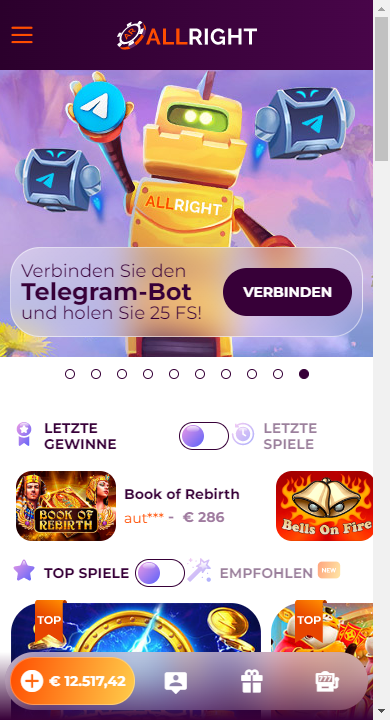 ALLRIGHT
ALLRIGHT
Verbinden Sie den
Telegram-Bot
und holen Sie 25 FS!
VERBINDEN
LETZTE
GEWINNE
LETZTE
SPIELE
BOOK OF
REBIRTH
Book of Rebirth
aut*** - € 286
Bells On Fire
TOP SPIELE
EMPFOHLEN
NEW
TOP
TOP
€ 12.517,42
777